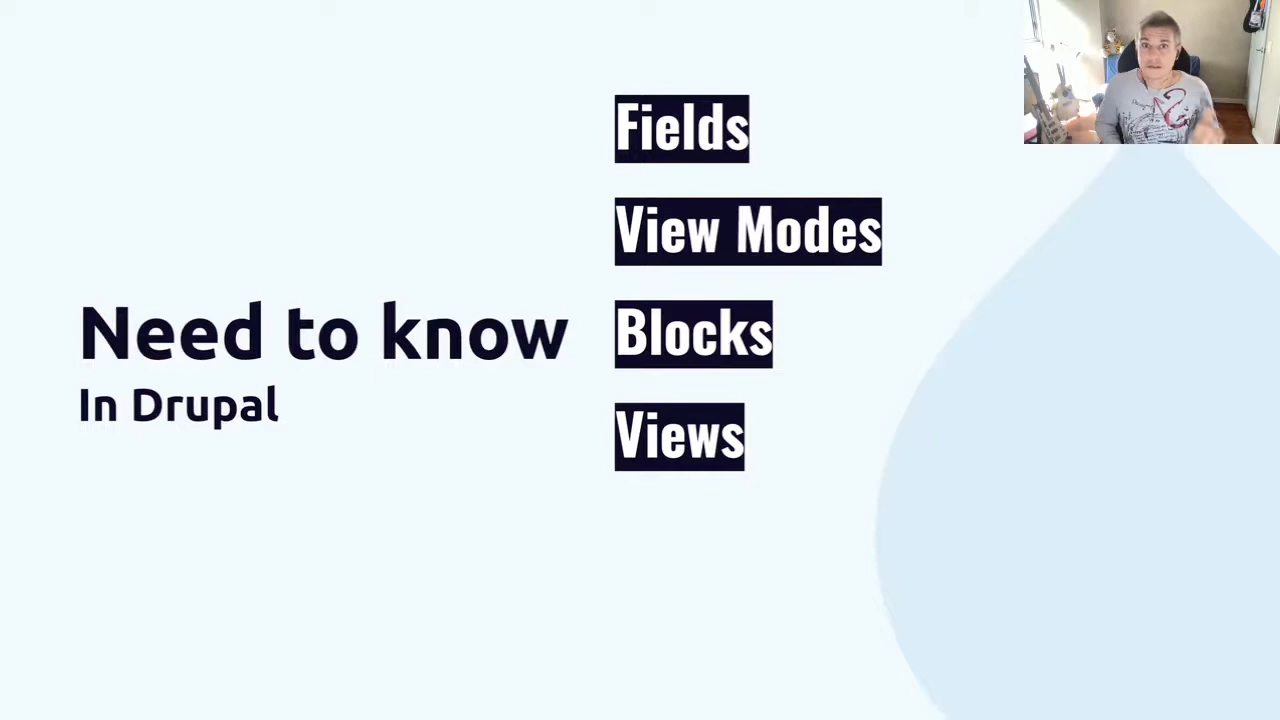 Need to know
In Drupal
Fields
View Modes
Blocks
Views